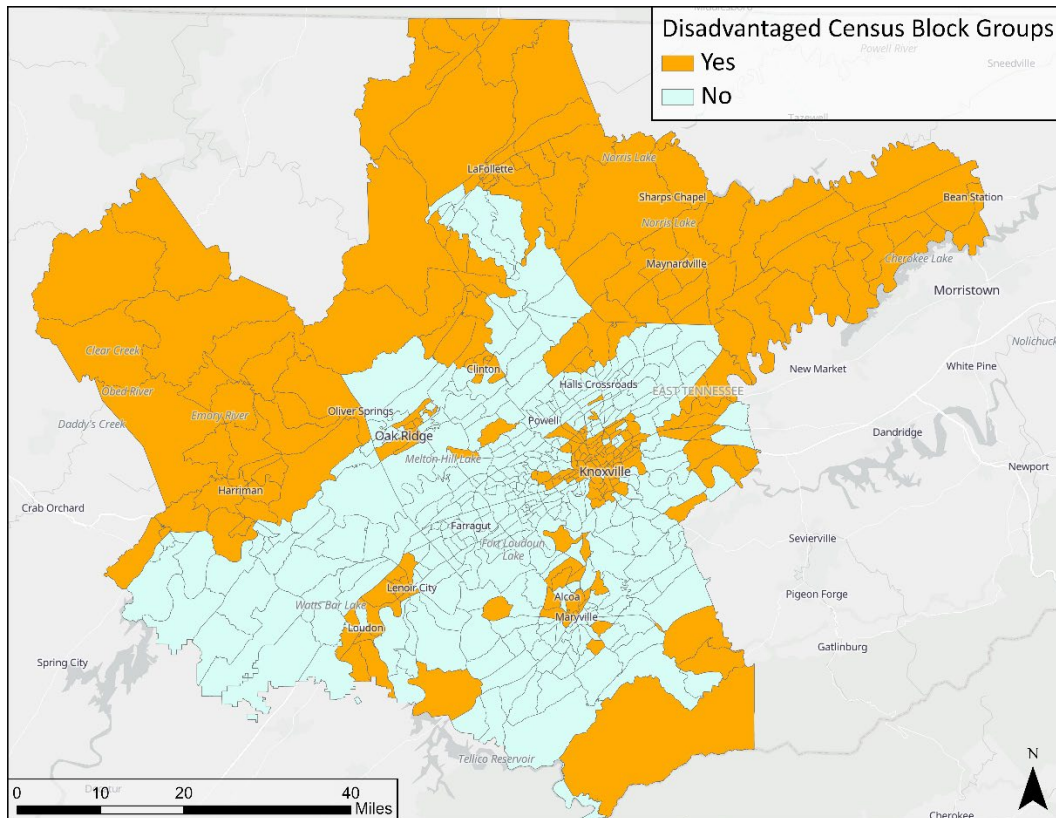 Disadvantaged Census Block Groups
Yes
No
Powell River
Sneedville
Tazewell
LaFollette
Norris Lake
Sharps Chapel
Bean Station
Norris Lake
Maynardville
Cherokee Lake
Morristown
Nolichuck
Clear Creek
Clinton
New Market
White Pine
Halls Crossroads
EAST TENNESSEE
Obed River
Emory River
Oliver Springs
Daddy's Creek
Oak Ridge
Powell
Dandridge
Melton Hill Lake
Knoxville
Newport
Harriman
Crab Orchard
Farragut
Fort Loudoun
Lake
Sevierville
Lenoir City
Alcoa
Pigeon Forge
Watts Bar Lake
Maryville
Loudon
Gatlinburg
Spring City
Tellico Reservoir
N
0 10 20 40
Miles
Cherokee